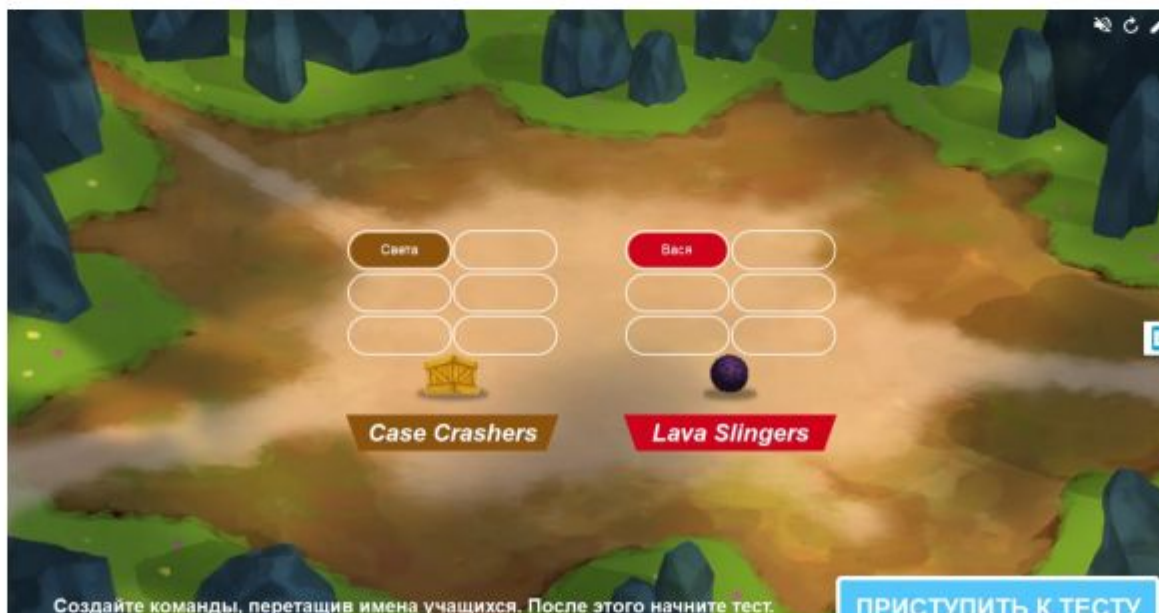 Света
Вася
Case Crashers
Lava Slingers
Создайте команды, перетащив имена учащихся. После этого начните тест.
ПРИСТУПИТЬ К ТЕСТУ